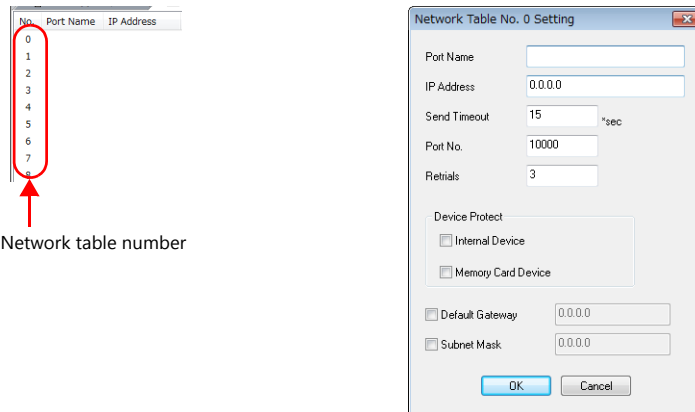 No. Port Name IP Address
0
1
2
3
4
5
6
7
8
Network table number
Network Table No. 0 Setting
Port Name
IP Address 0.0.0.0
Send Timeout 15 *sec
Port No. 10000
Retrials 3
Device Protect
Internal Device
Memory Card Device
Default Gateway 0.0.0.0
Subnet Mask 0.0.0.0
OK Cancel